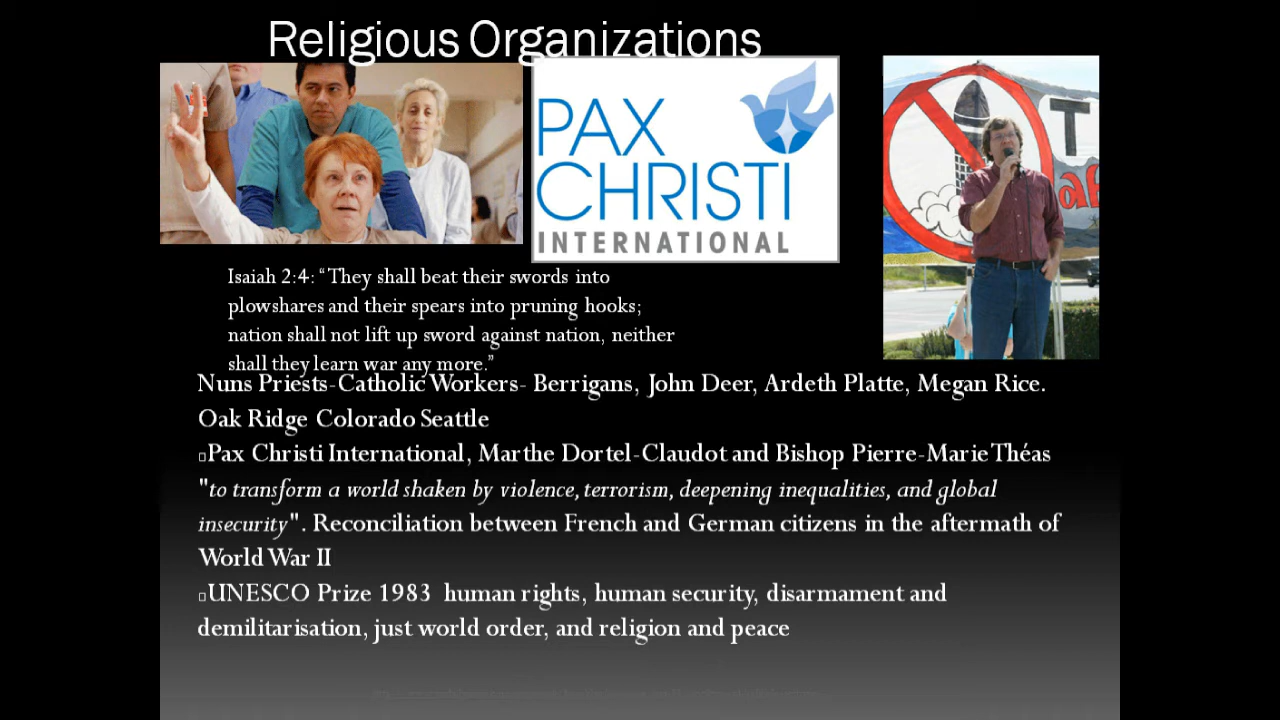 Religious Organizations
PAX
CHRISTI
INTERNATIONAL
T
af
Isaiah 2:4: “They shall beat their swords into
plowshares and their spears into pruning hooks;
nation shall not lift up sword against nation, neither
shall they learn war any more.”
Nuns Priests-Catholic Workers- Berrigans, John Deer, Ardeth Platte, Megan Rice.
Oak Ridge Colorado Seattle
▯Pax Christi International, Marthe Dortel-Claudot and Bishop Pierre-Marie Théas
"to transform a world shaken by violence, terrorism, deepening inequalities, and global
insecurity". Reconciliation between French and German citizens in the aftermath of
World War II
▯UNESCO Prize 1983 human rights, human security, disarmament and
demilitarisation, just world order, and religion and peace